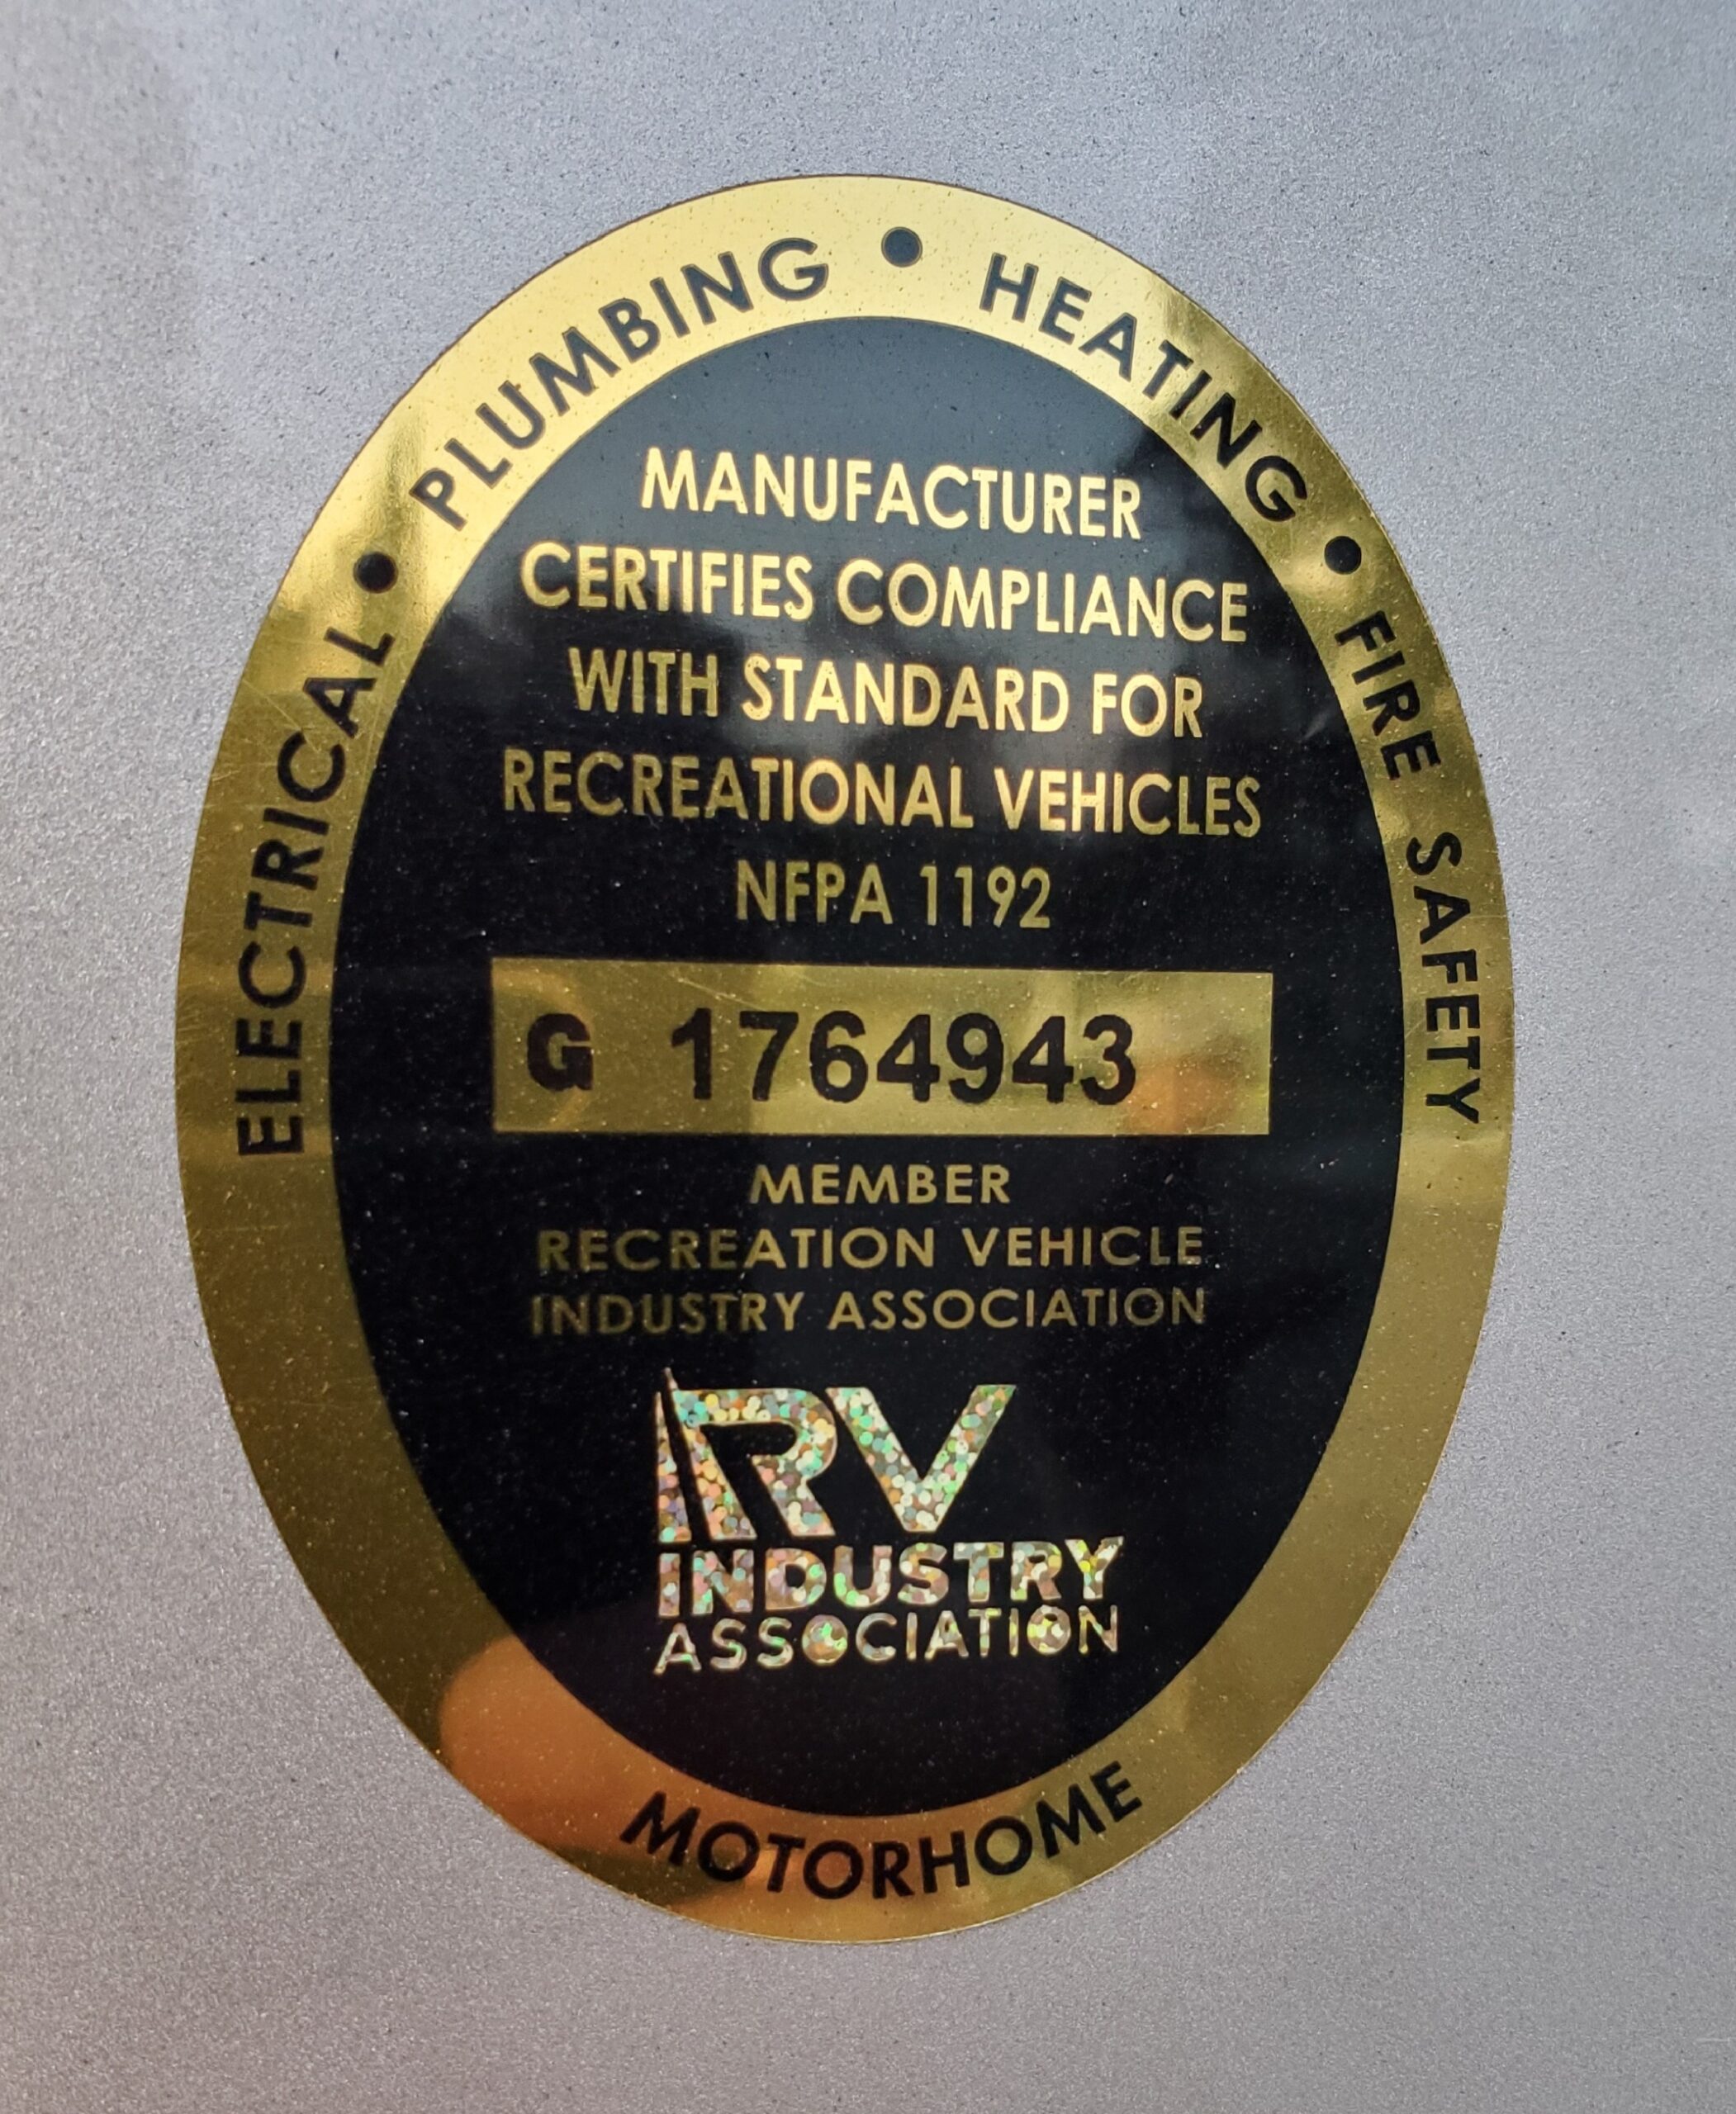 ELECTRICAL • PLUMBING • HEATING • FIRE SAFETY
MANUFACTURER
CERTIFIES COMPLIANCE
WITH STANDARD FOR
RECREATIONAL VEHICLES
NFPA 1192
G 1764943
MEMBER
RECREATION VEHICLE
INDUSTRY ASSOCIATION
RV
INDUSTRY
ASSOCIATION
MOTORHOME